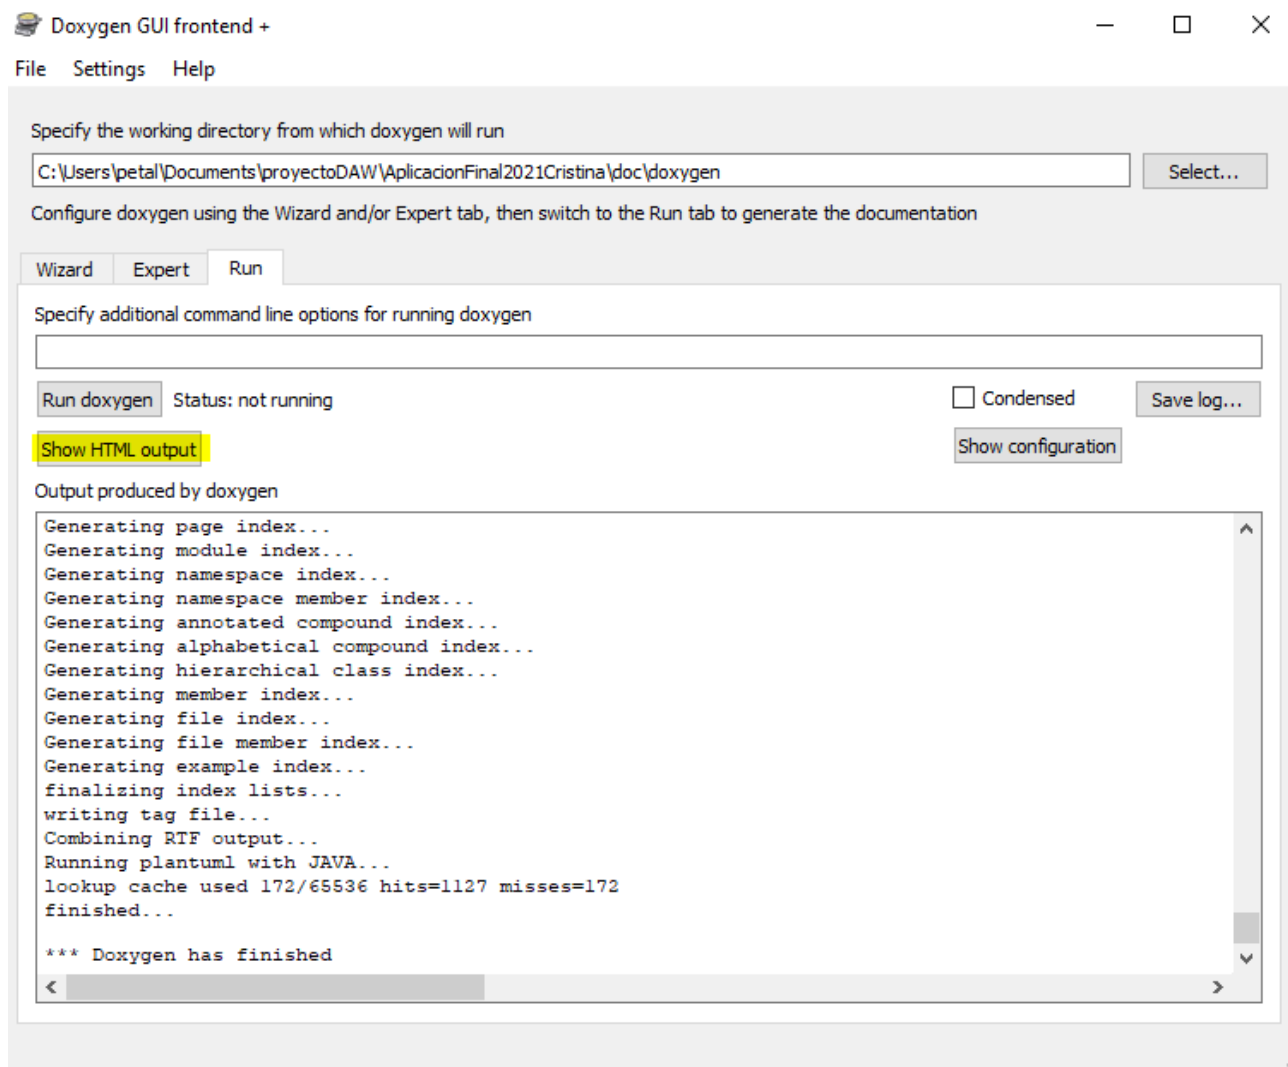 Doxygen GUI frontend +
File Settings Help
Specify the working directory from which doxygen will run
C:\Users\petal\Documents\proyectoDAW\AplicacionFinal2021Cristina\doc\doxygen Select...
Configure doxygen using the Wizard and/or Expert tab, then switch to the Run tab to generate the documentation
Wizard Expert Run
Specify additional command line options for running doxygen
Run doxygen Status: not running Condensed Save log...
Show HTML output Show configuration
Output produced by doxygen
Generating page index...
Generating module index...
Generating namespace index...
Generating namespace member index...
Generating annotated compound index...
Generating alphabetical compound index...
Generating hierarchical class index...
Generating member index...
Generating file index...
Generating file member index...
Generating example index...
finalizing index lists...
writing tag file...
Combining RTF output...
Running plantuml with JAVA...
lookup cache used 172/65536 hits=1127 misses=172
finished...
*** Doxygen has finished